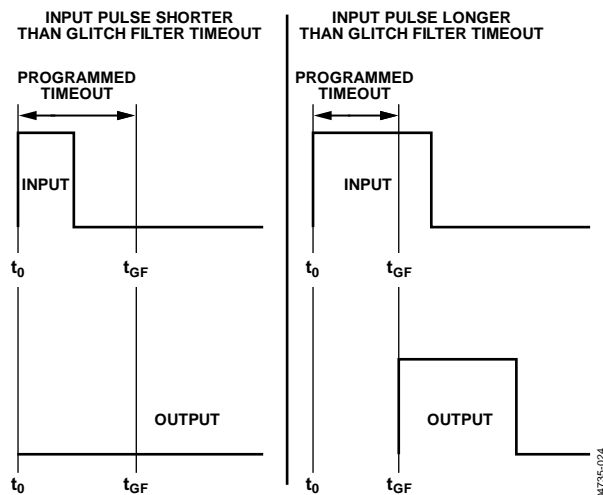 INPUT PULSE SHORTER
THAN GLITCH FILTER TIMEOUT
INPUT PULSE LONGER
THAN GLITCH FILTER TIMEOUT
PROGRAMMED
TIMEOUT
PROGRAMMED
TIMEOUT
INPUT
INPUT
t0
tGF
t0
tGF
OUTPUT
OUTPUT
t0
tGF
t0
tGF
4735-024